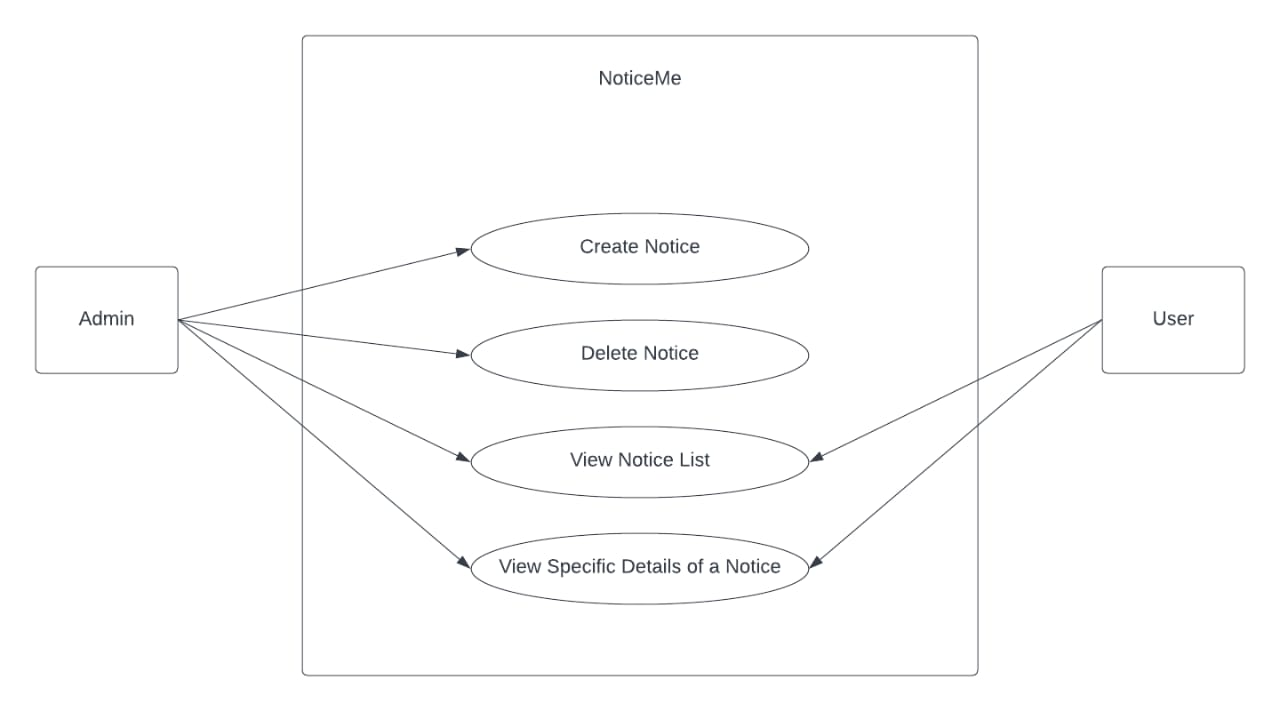 NoticeMe
Create Notice
Admin
User
Delete Notice
View Notice List
View Specific Details of a Notice